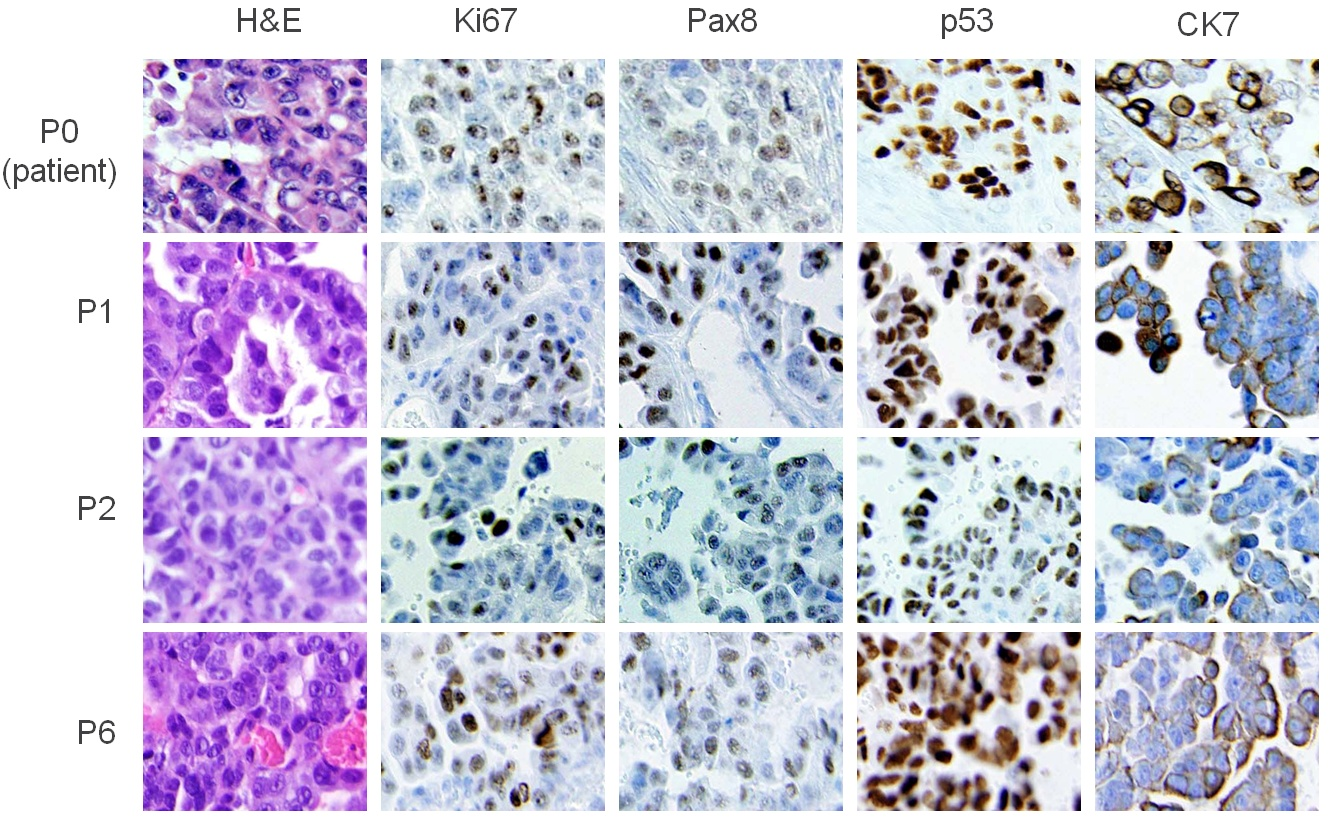 H&E Ki67 Pax8 p53 CK7
P0
(patient)
P1
P2
P6